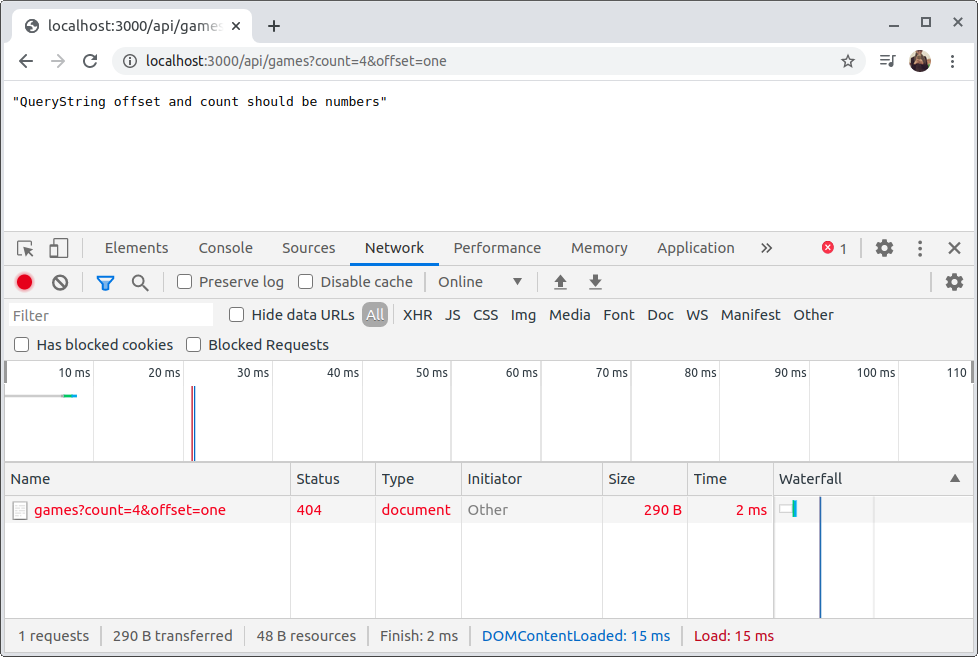 localhost:3000/api/games
localhost:3000/api/games?count=4&offset=one
"QueryString offset and count should be numbers"
Elements Console Sources Network Performance Memory Application 1
Preserve log Disable cache Online
Filter Hide data URLs All XHR JS CSS Img Media Font Doc WS Manifest Other
Has blocked cookies Blocked Requests
10 ms 20 ms 30 ms 40 ms 50 ms 60 ms 70 ms 80 ms 90 ms 100 ms 110
Name Status Type Initiator Size Time Waterfall
games?count=4&offset=one 404 document Other 290 B 2 ms
1 requests 290 B transferred 48 B resources Finish: 2 ms DOMContentLoaded: 15 ms Load: 15 ms